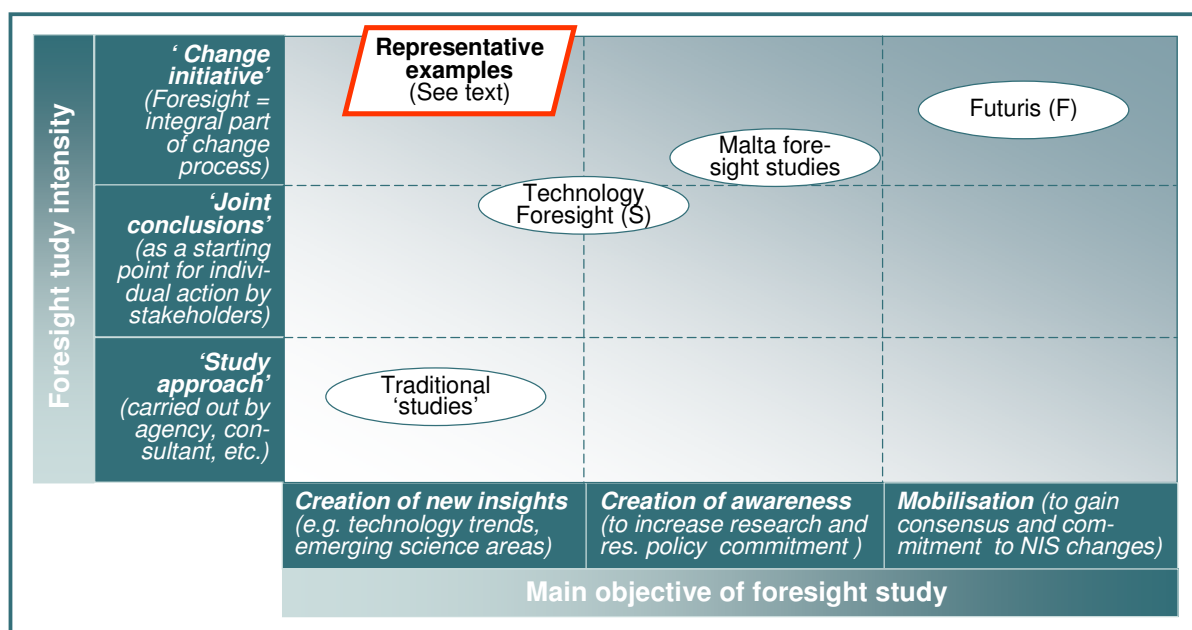 Foresight tudy intensity
‘ Change
initiative’
(Foresight =
integral part
of change
process)
‘Joint
conclusions’
(as a starting
point for indivi-
dual action by
stakeholders)
‘Study
approach’
(carried out by
agency, con-
sultant, etc.)
Representative
examples
(See text)
Futuris (F)
Malta fore-
sight studies
Technology
Foresight (S)
Traditional
‘studies’
Creation of new insights
(e.g. technology trends,
emerging science areas)
Creation of awareness
(to increase research and
res. policy commitment )
Mobilisation (to gain
consensus and com-
mitment to NIS changes)
Main objective of foresight study